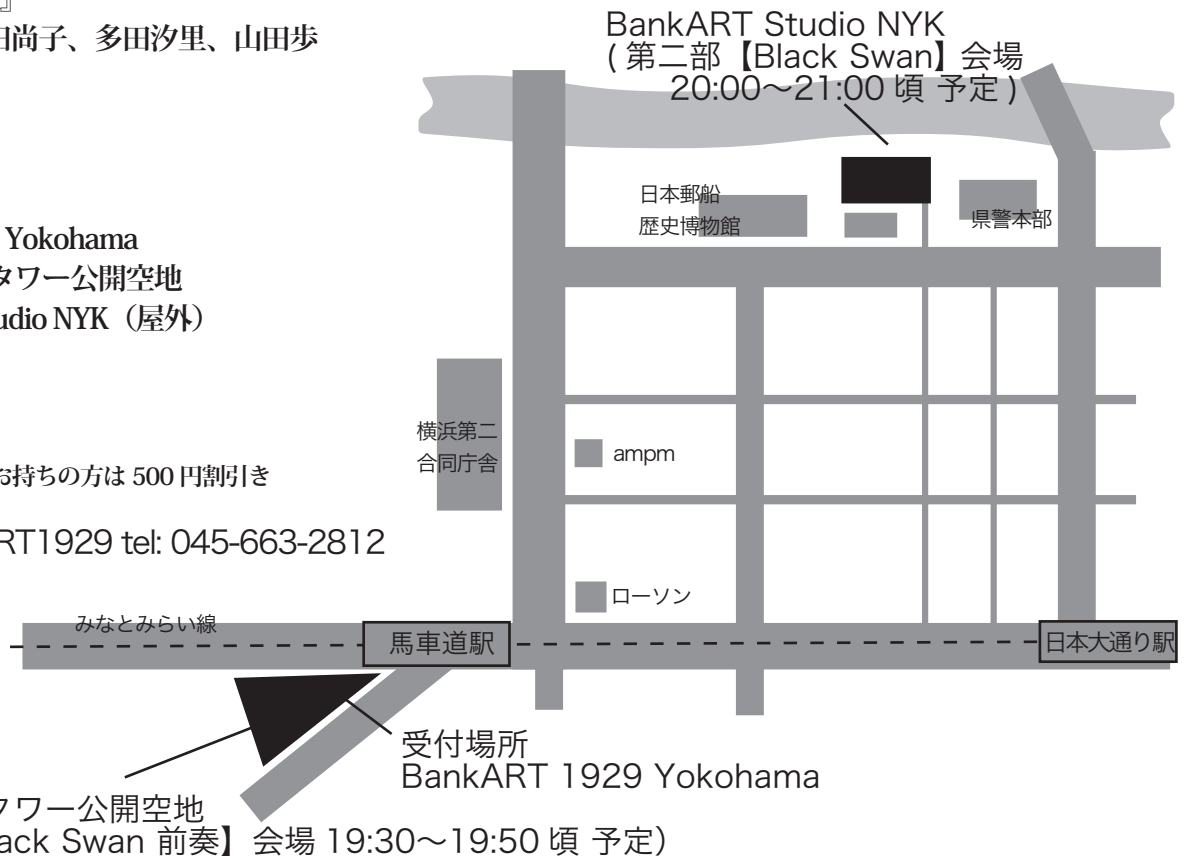 』
田尚子、多田汐里、山田歩
BankART Studio NYK
( 第二部【Black Swan】会場
20:00〜21:00 頃 予定 )
日本郵船
歴史博物館
県警本部
Yokohama
タワー公開空地
udio NYK（屋外）
横浜第二
合同庁舎
ampm
お持ちの方は 500 円割引き
RT1929 tel: 045-663-2812
ローソン
みなとみらい線
馬車道駅
日本大通り駅
受付場所
BankART 1929 Yokohama
タワー公開空地
ack Swan 前奏】会場 19:30〜19:50 頃 予定）